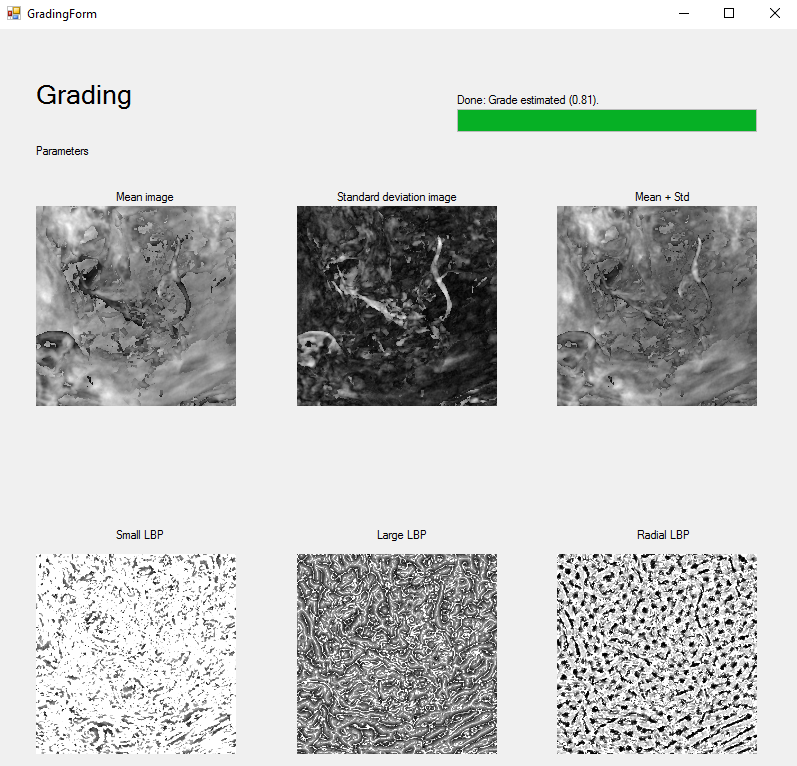 GradingForm
Grading
Done: Grade estimated (0.81).
Parameters
Mean image
Standard deviation image
Mean + Std
Small LBP
Large LBP
Radial LBP